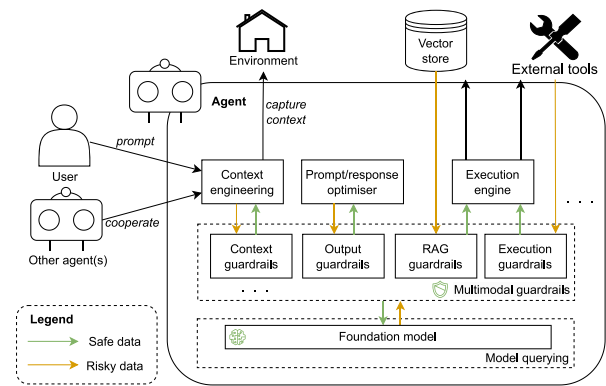 Environment
Vector
store
External tools
Agent
capture
context
prompt
User
Context
engineering
Prompt/response
optimiser
Execution
engine
. . .
cooperate
Other agent(s)
Context
guardrails
Output
guardrails
RAG
guardrails
Execution
guardrails
. . .
Multimodal guardrails
Legend
Safe data
Risky data
Foundation model
Model querying